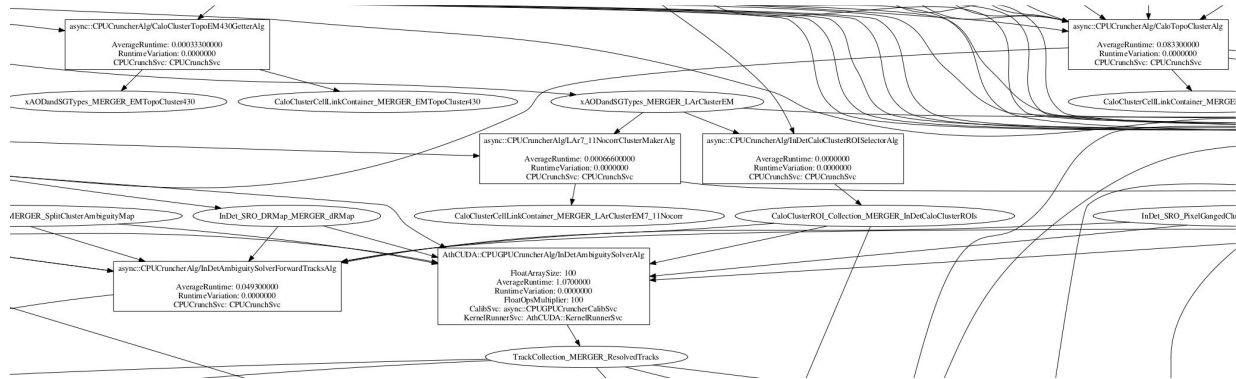 async::CPUCruncherAlg/CaloClusterTopoEM430GetterAlg
AverageRuntime: 0.00033300000
RuntimeVariation: 0.0000000
CPUCrunchSvc: CPUCrunchSvc
async::CPUCruncherAlg/CaloTopoClusterAlg
AverageRuntime: 0.083300000
RuntimeVariation: 0.0000000
CPUCrunchSvc: CPUCrunchSvc
xAODandSGTypes_MERGER_EMTopoCluster430
CaloClusterCellLinkContainer_MERGER_EMTopoCluster430
xAODandSGTypes_MERGER_LArClusterEM
CaloClusterCellLinkContainer_MERGE
async::CPUCruncherAlg/LAr7_11NocorrClusterMakerAlg
AverageRuntime: 0.00066600000
RuntimeVariation: 0.0000000
CPUCrunchSvc: CPUCrunchSvc
async::CPUCruncherAlg/InDetCaloClusterROISelectorAlg
AverageRuntime: 0.0000000
RuntimeVariation: 0.0000000
CPUCrunchSvc: CPUCrunchSvc
MERGER_SplitClusterAmbiguityMap
InDet_SRO_DRMap_MERGER_dRMap
CaloClusterCellLinkContainer_MERGER_LArClusterEM7_11Nocorr
CaloClusterROI_Collection_MERGER_InDetCaloClusterROIs
InDet_SRO_PixelGangedClu
async::CPUCruncherAlg/InDetAmbiguitySolverForwardTracksAlg
AverageRuntime: 0.049300000
RuntimeVariation: 0.0000000
CPUCrunchSvc: CPUCrunchSvc
AthCUDA::CPUGPUCruncherAlg/InDetAmbiguitySolverAlg
FloatArraySize: 100
AverageRuntime: 1.0700000
RuntimeVariation: 0.0000000
FloatOpsMultiplier: 100
CalibSvc: async::CPUGPUCruncherCalibSvc
KernelRunnerSvc: AthCUDA::KernelRunnerSvc
TrackCollection_MERGER_ResolvedTracks